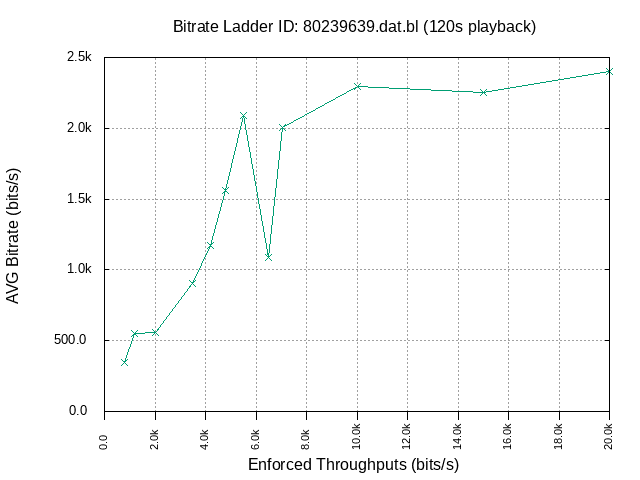 Bitrate Ladder ID: 80239639.dat.bl (120s playback)
2.5k
2.0k
1.5k
1.0k
500.0
0.0
AVG Bitrate (bits/s)
0.0
2.0k
4.0k
6.0k
8.0k
10.0k
12.0k
14.0k
16.0k
18.0k
20.0k
Enforced Throughputs (bits/s)